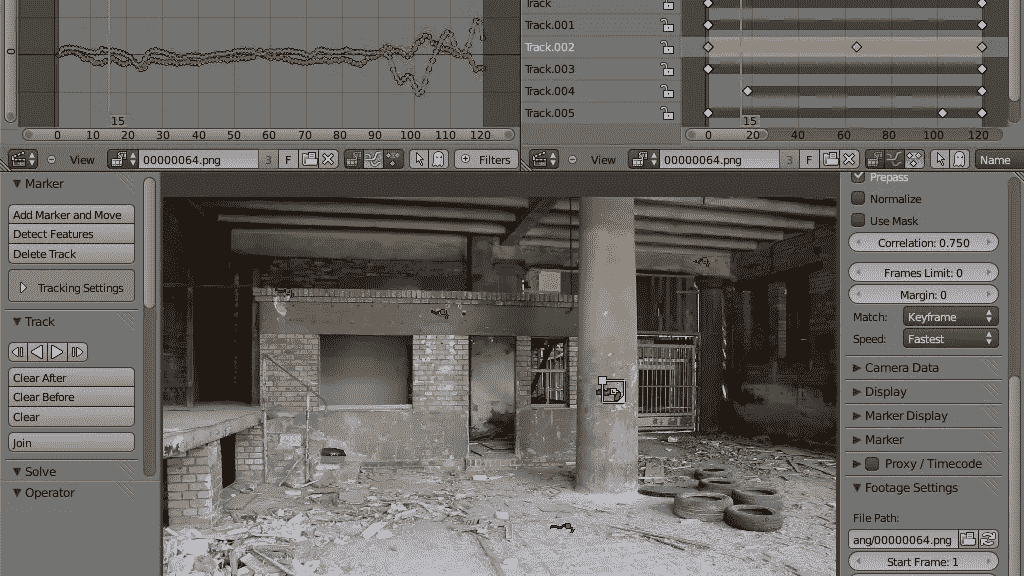 Track
Track.001
Track.002
Track.003
Track.004
Track.005
0
15
0 10 20 30 40 50 60 70 80 90 100 110 120
15
0 20 40 60 80 100 120
View 00000064.png 3 F Filters
View 00000064.png 3 F Name
Marker
Add Marker and Move
Detect Features
Delete Track
Tracking Settings
Track
Clear After
Clear Before
Clear
Join
Solve
Operator
Prepass
Normalize
Use Mask
Correlation: 0.750
Frames Limit: 0
Margin: 0
Match: Keyframe
Speed: Fastest
Camera Data
Display
Marker Display
Marker
Proxy / Timecode
Footage Settings
File Path:
ang/00000064.png
Start Frame: 1